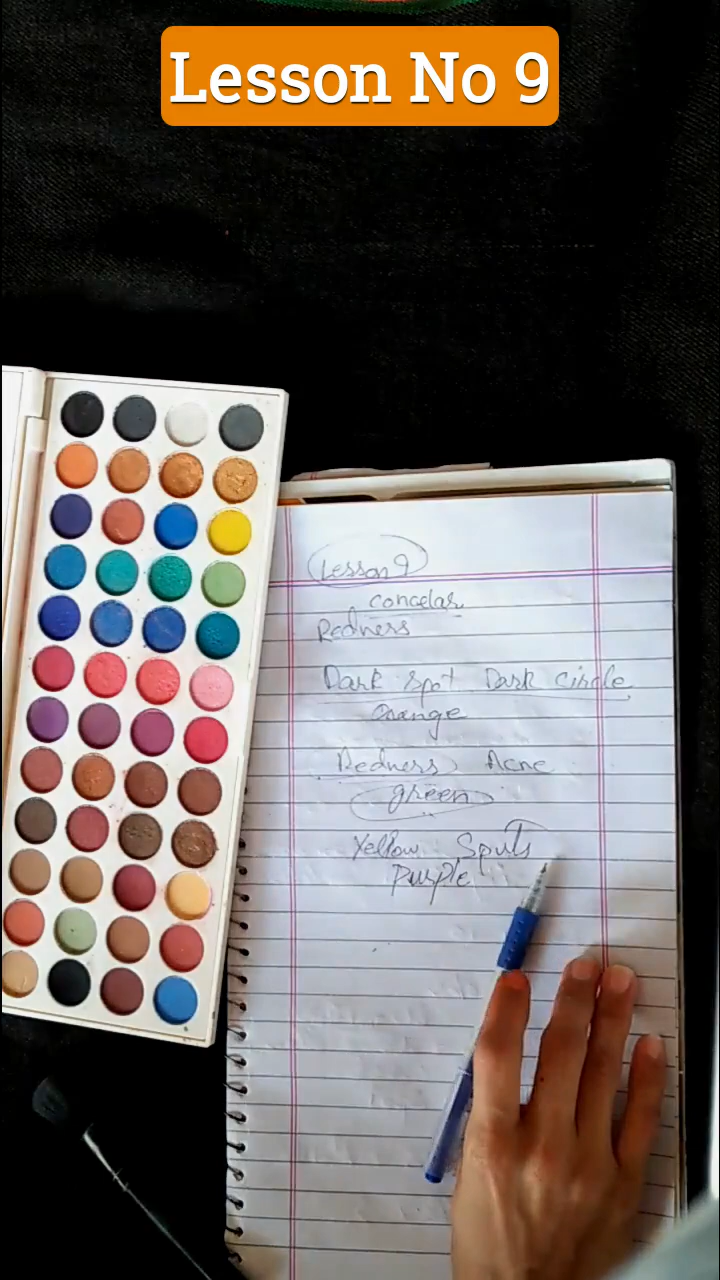 Lesson No 9
Lesson 9
concelar
Redness
Dark spot Dark circle
Orange
Redness Acne
green
Yellow Spots
Purple